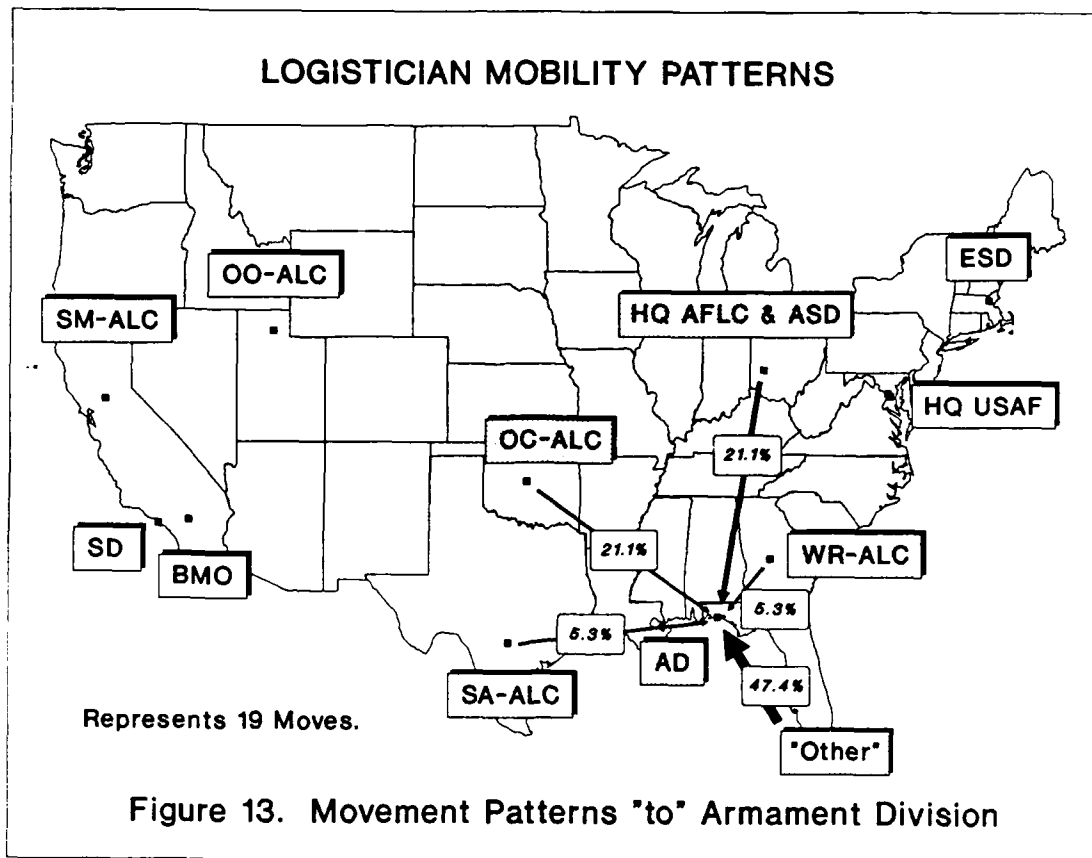 LOGISTICIAN MOBILITY PATTERNS
ESD
OO-ALC
SM-ALC
HQ AFLC & ASD
HQ USAF
OC-ALC
21.1%
SD
BMO
21.1%
WR-ALC
5.3%
5.3%
AD
SA-ALC
47.4%
Represents 19 Moves.
"Other"
Figure 13. Movement Patterns "to" Armament Division